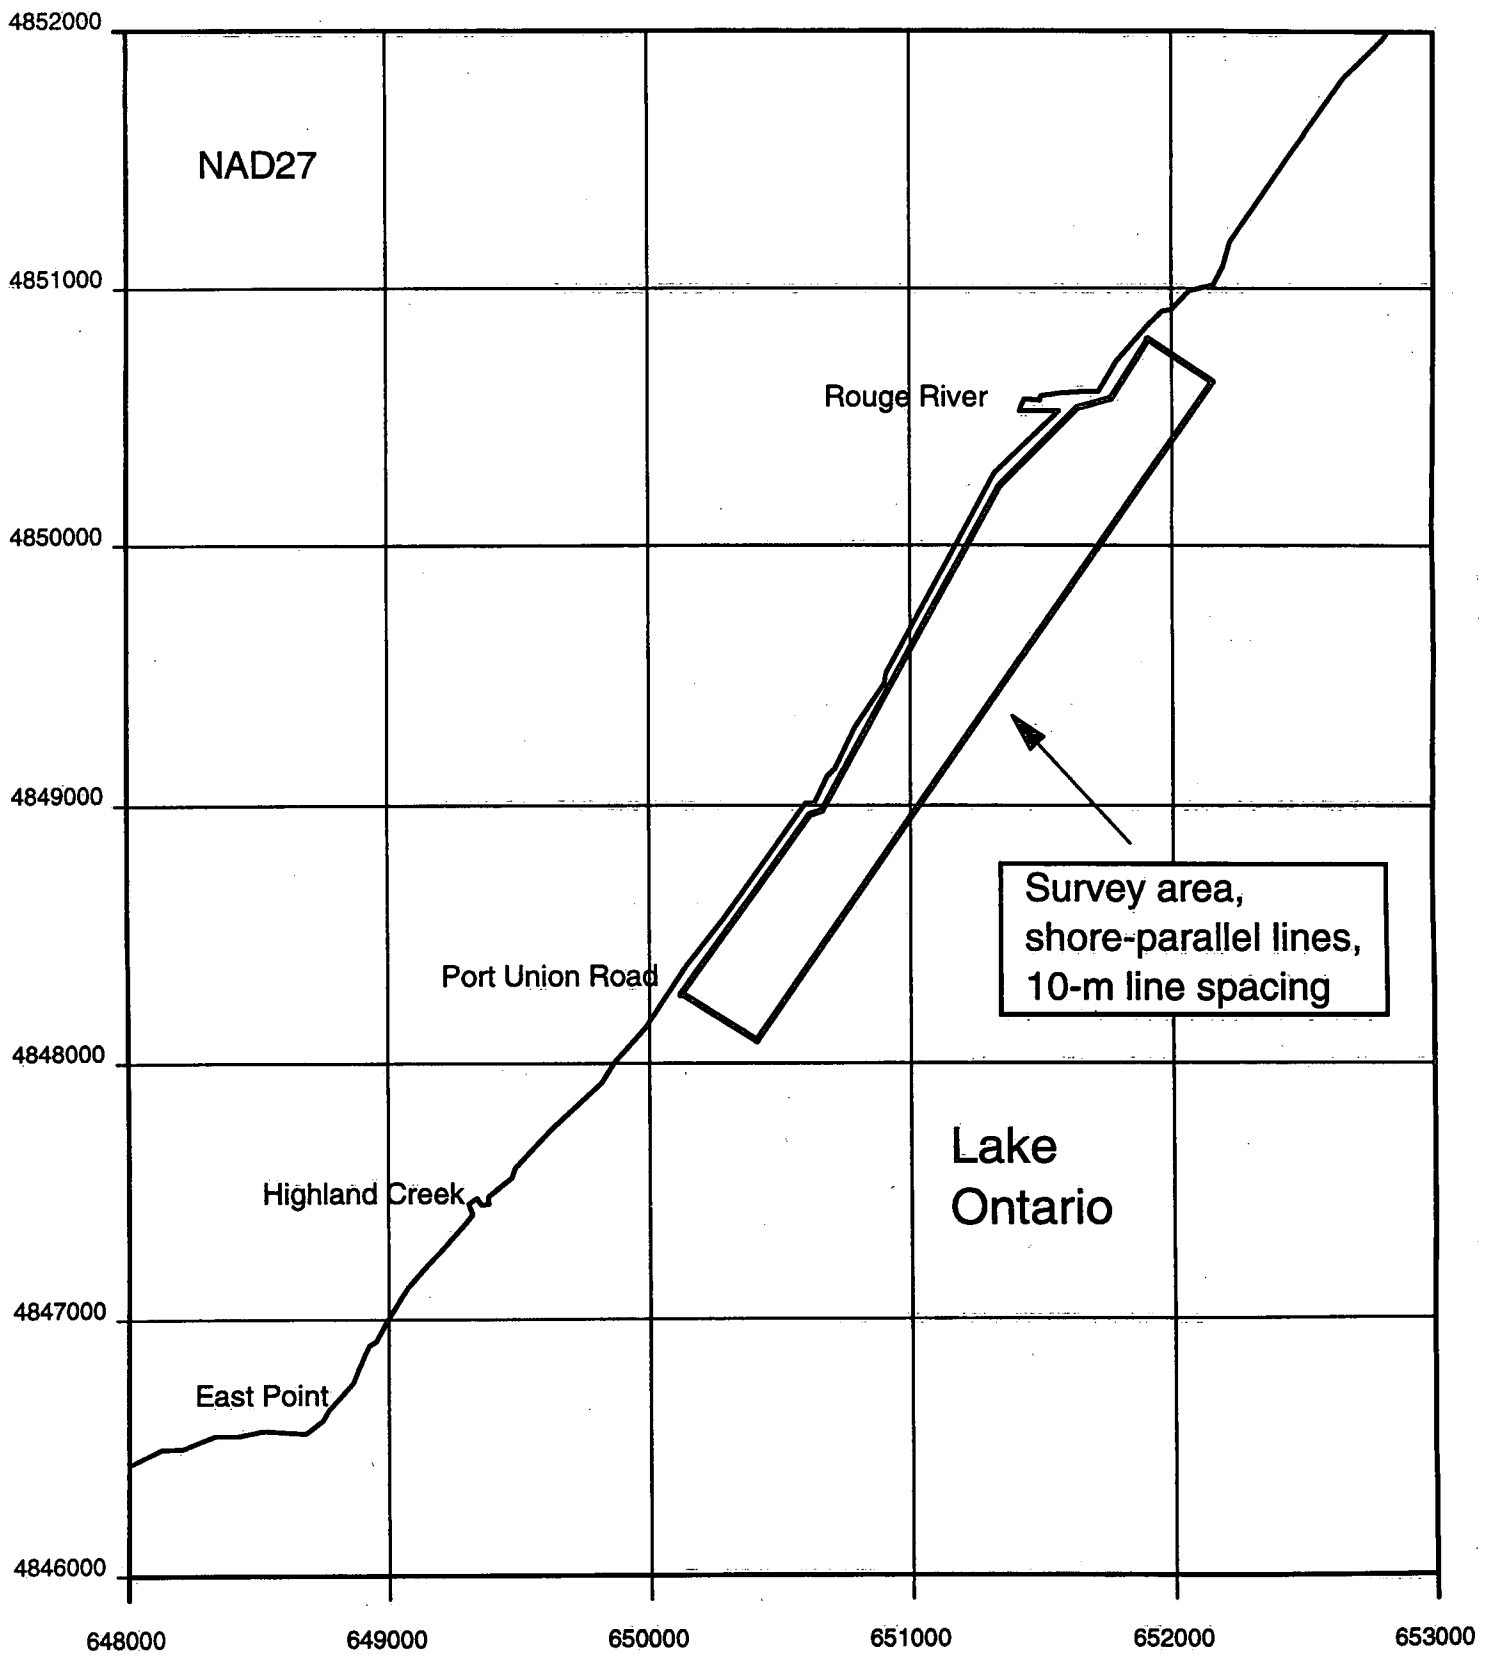 4852000
NAD27
4851000
Rouge River
4850000
4849000
Survey area,
shore-parallel lines,
10-m line spacing
Port Union Road
4848000
Lake
Ontario
Highland Creek
4847000
East Point
4846000
648000 649000 650000 651000 652000 653000